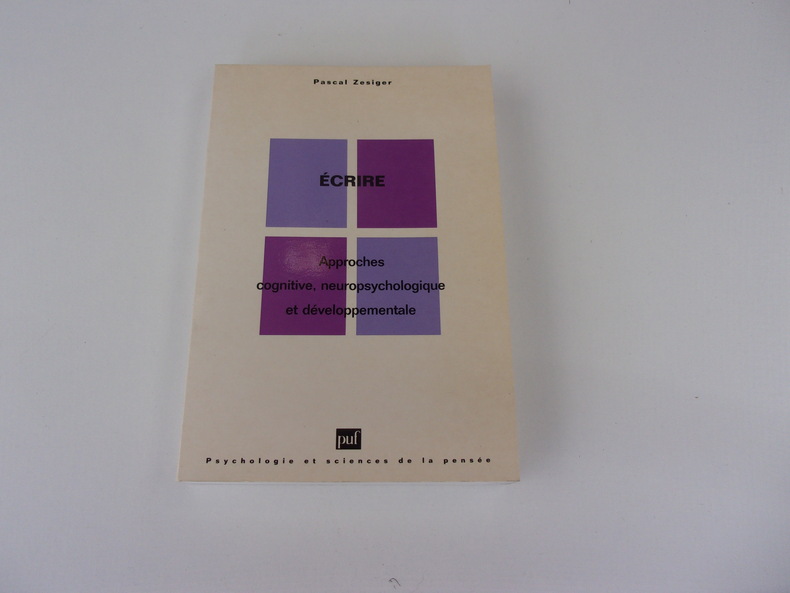 Pascal Zesiger
ÉCRIRE
Approches
cognitive, neuropsychologique
et développementale
puf
Psychologie et sciences de la pensée